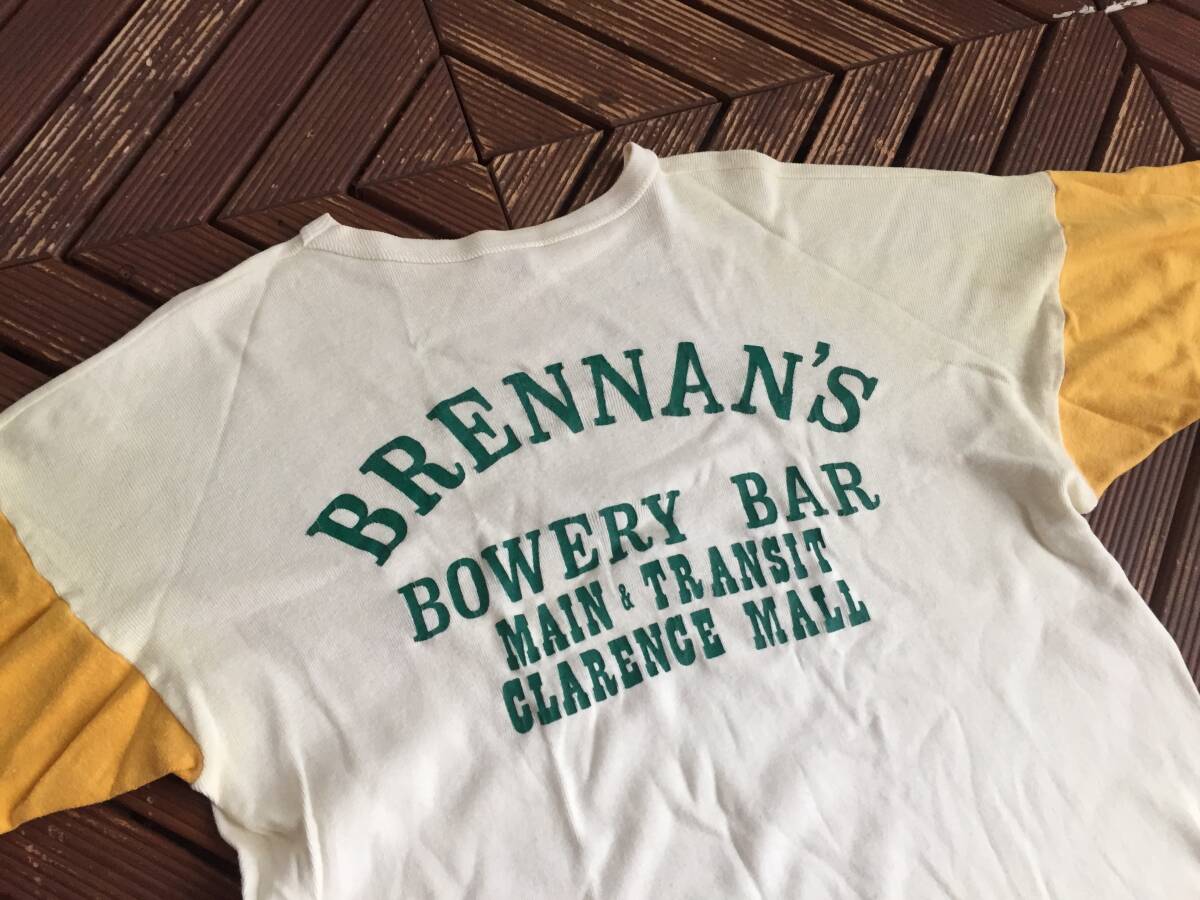 BRENNAN'S
BOWERY BAR
MAIN & TRANSIT
CLARENCE MALL